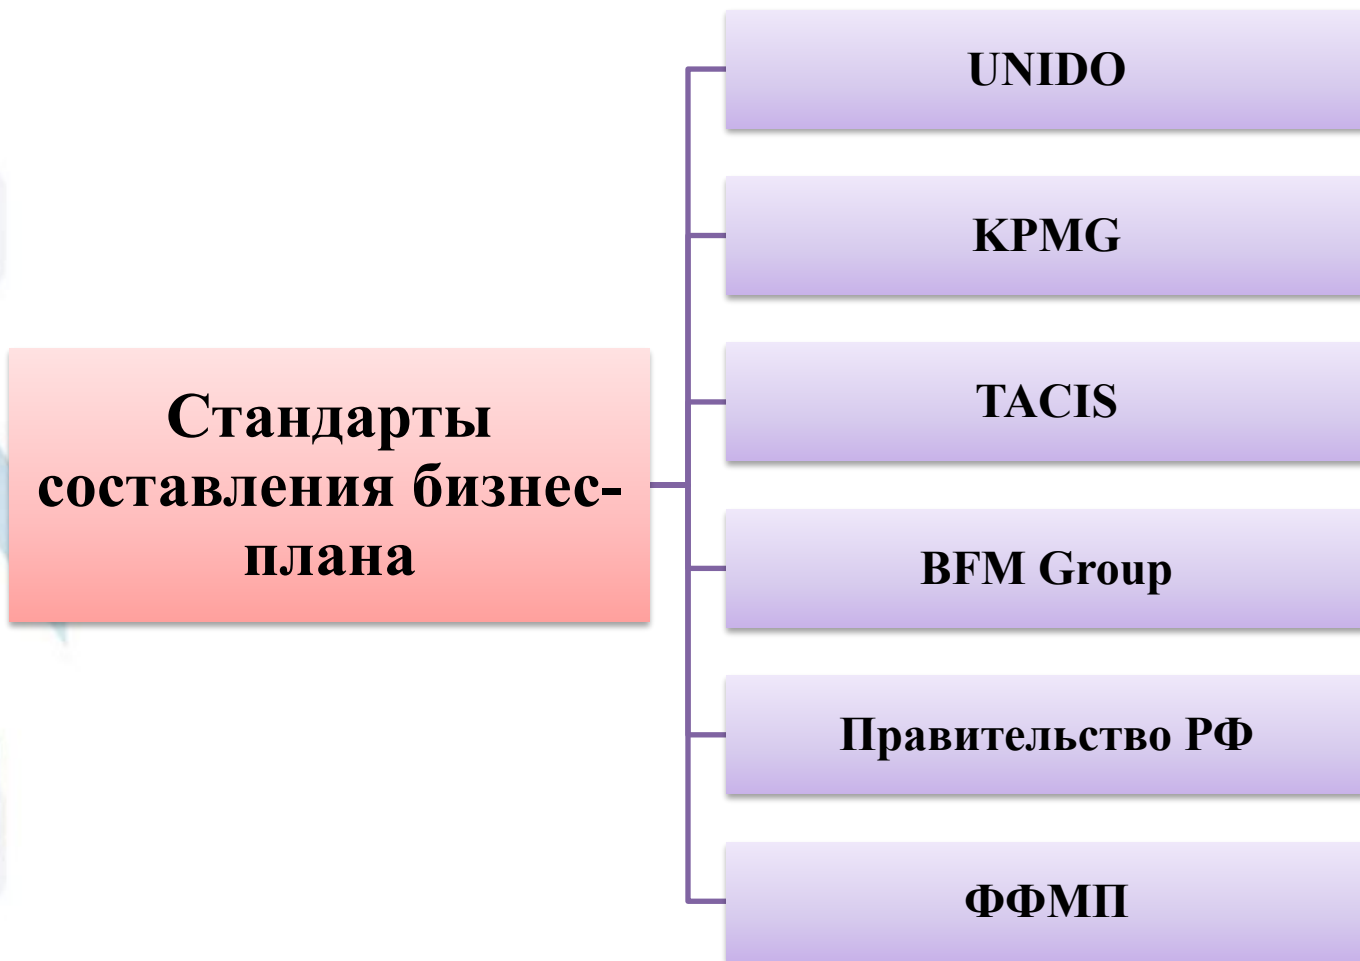 UNIDO
KPMG
TACIS
Стандарты
составления бизнес-
плана
BFM Group
Правительство РФ
ФФМП